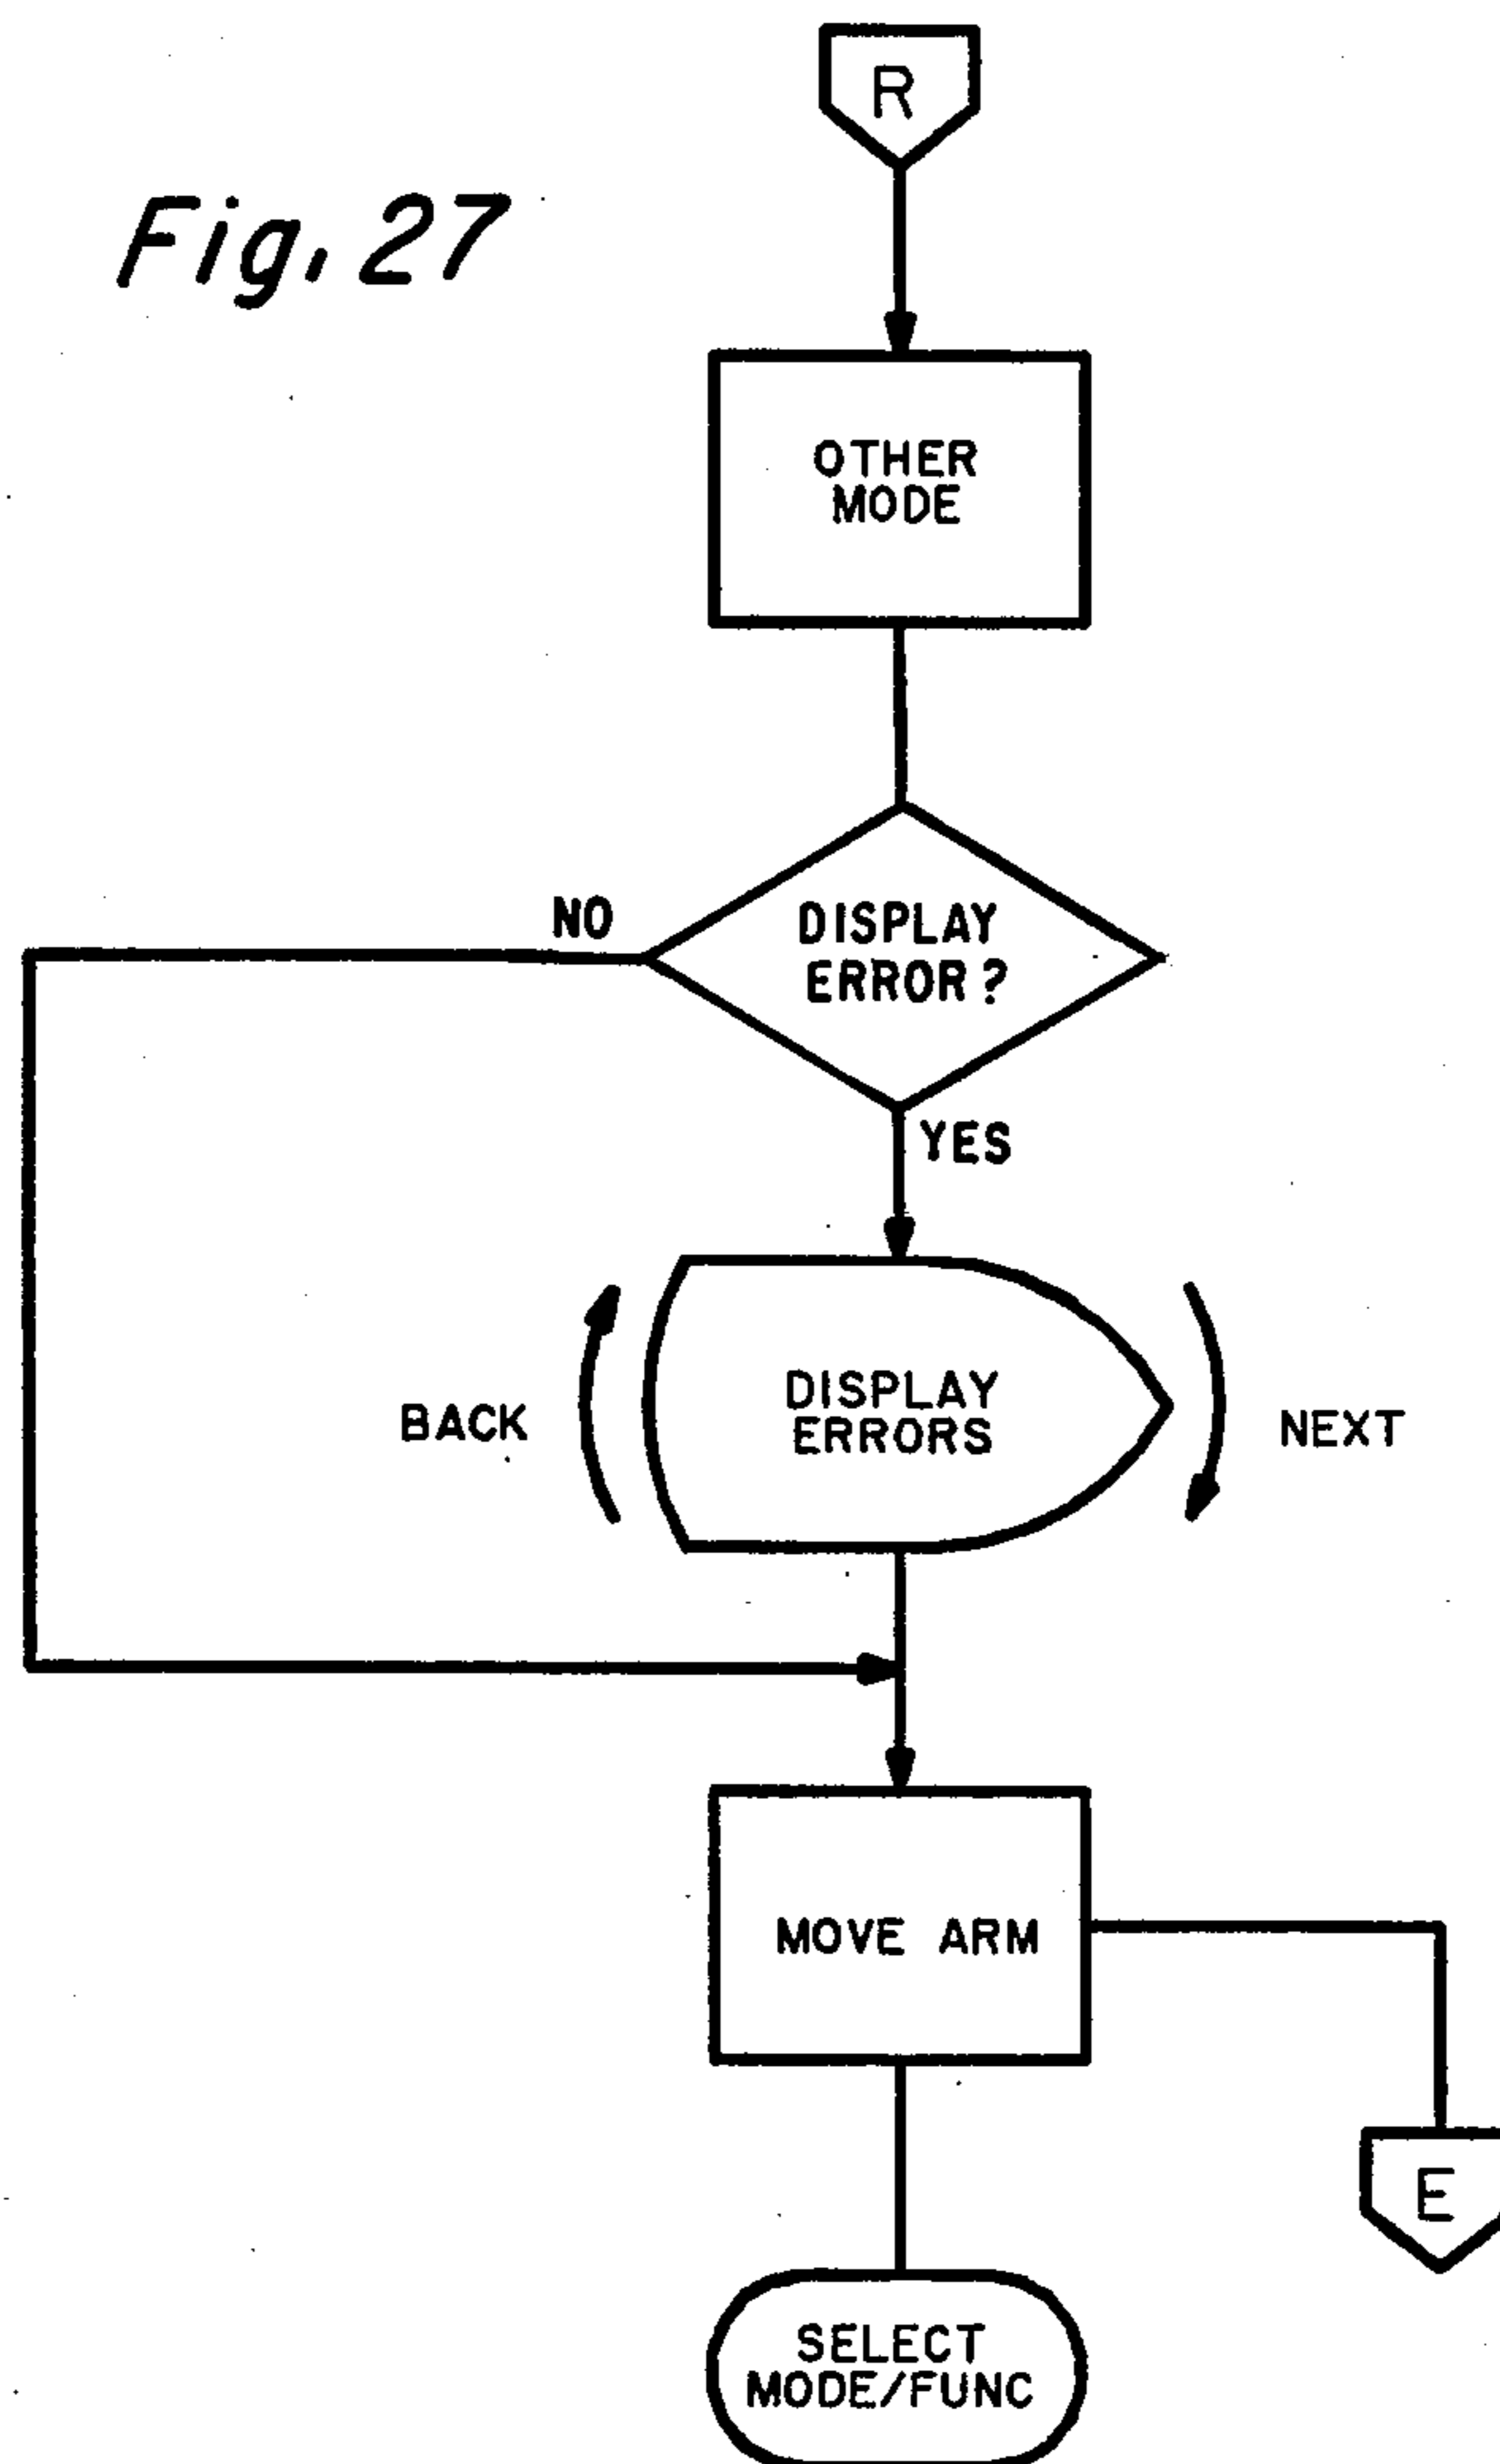 R
Fig. 27
OTHER
MODE
NO
DISPLAY
ERROR?
YES
BACK
DISPLAY
ERRORS
NEXT
MOVE ARM
E
SELECT
MODE/FUNC